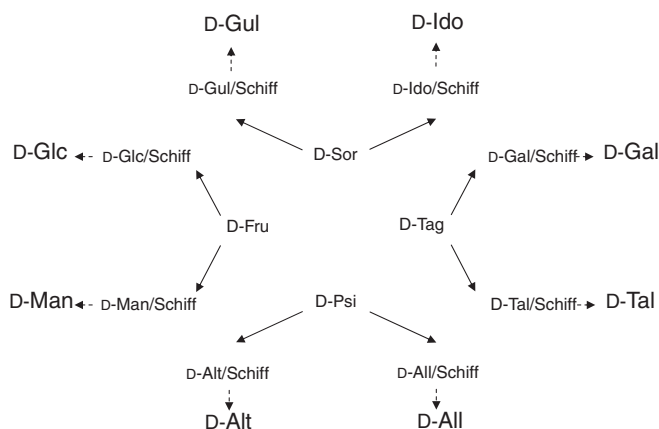 D-Gul
D-Ido
D-Gul/Schiff
D-Ido/Schiff
D-Glc
D-Glc/Schiff
D-Sor
D-Gal/Schiff
D-Gal
D-Fru
D-Tag
D-Man
D-Man/Schiff
D-Psi
D-Tal/Schiff
D-Tal
D-Alt/Schiff
D-All/Schiff
D-Alt
D-All